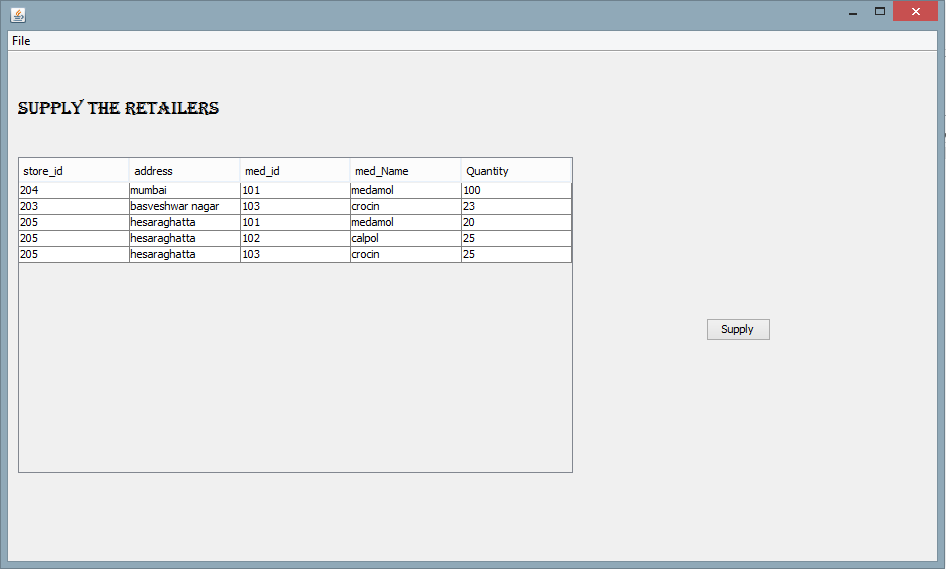 File
SUPPLY THE RETAILERS
store_id address med_id med_Name Quantity
204 mumbai 101 medamol 100
203 basveshwar nagar 103 crocin 23
205 hesaraghatta 101 medamol 20
205 hesaraghatta 102 calpol 25
205 hesaraghatta 103 crocin 25
Supply